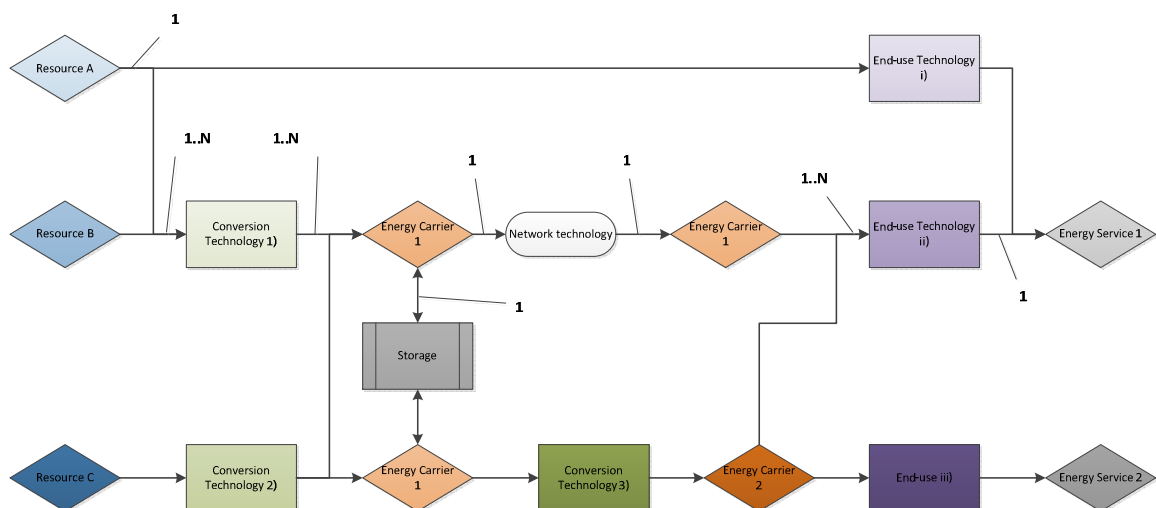 1
Resource A
End-use Technology
i)
1..N
1..N
1
1
1..N
Resource B
Conversion
Technology 1)
Energy Carrier
1
Network technology
Energy Carrier
1
End-use Technology
ii)
Energy Service 1
1
1
Storage
Resource C
Conversion
Technology 2)
Energy Carrier
1
Conversion
Technology 3)
Energy Carrier
2
End-use iii)
Energy Service 2